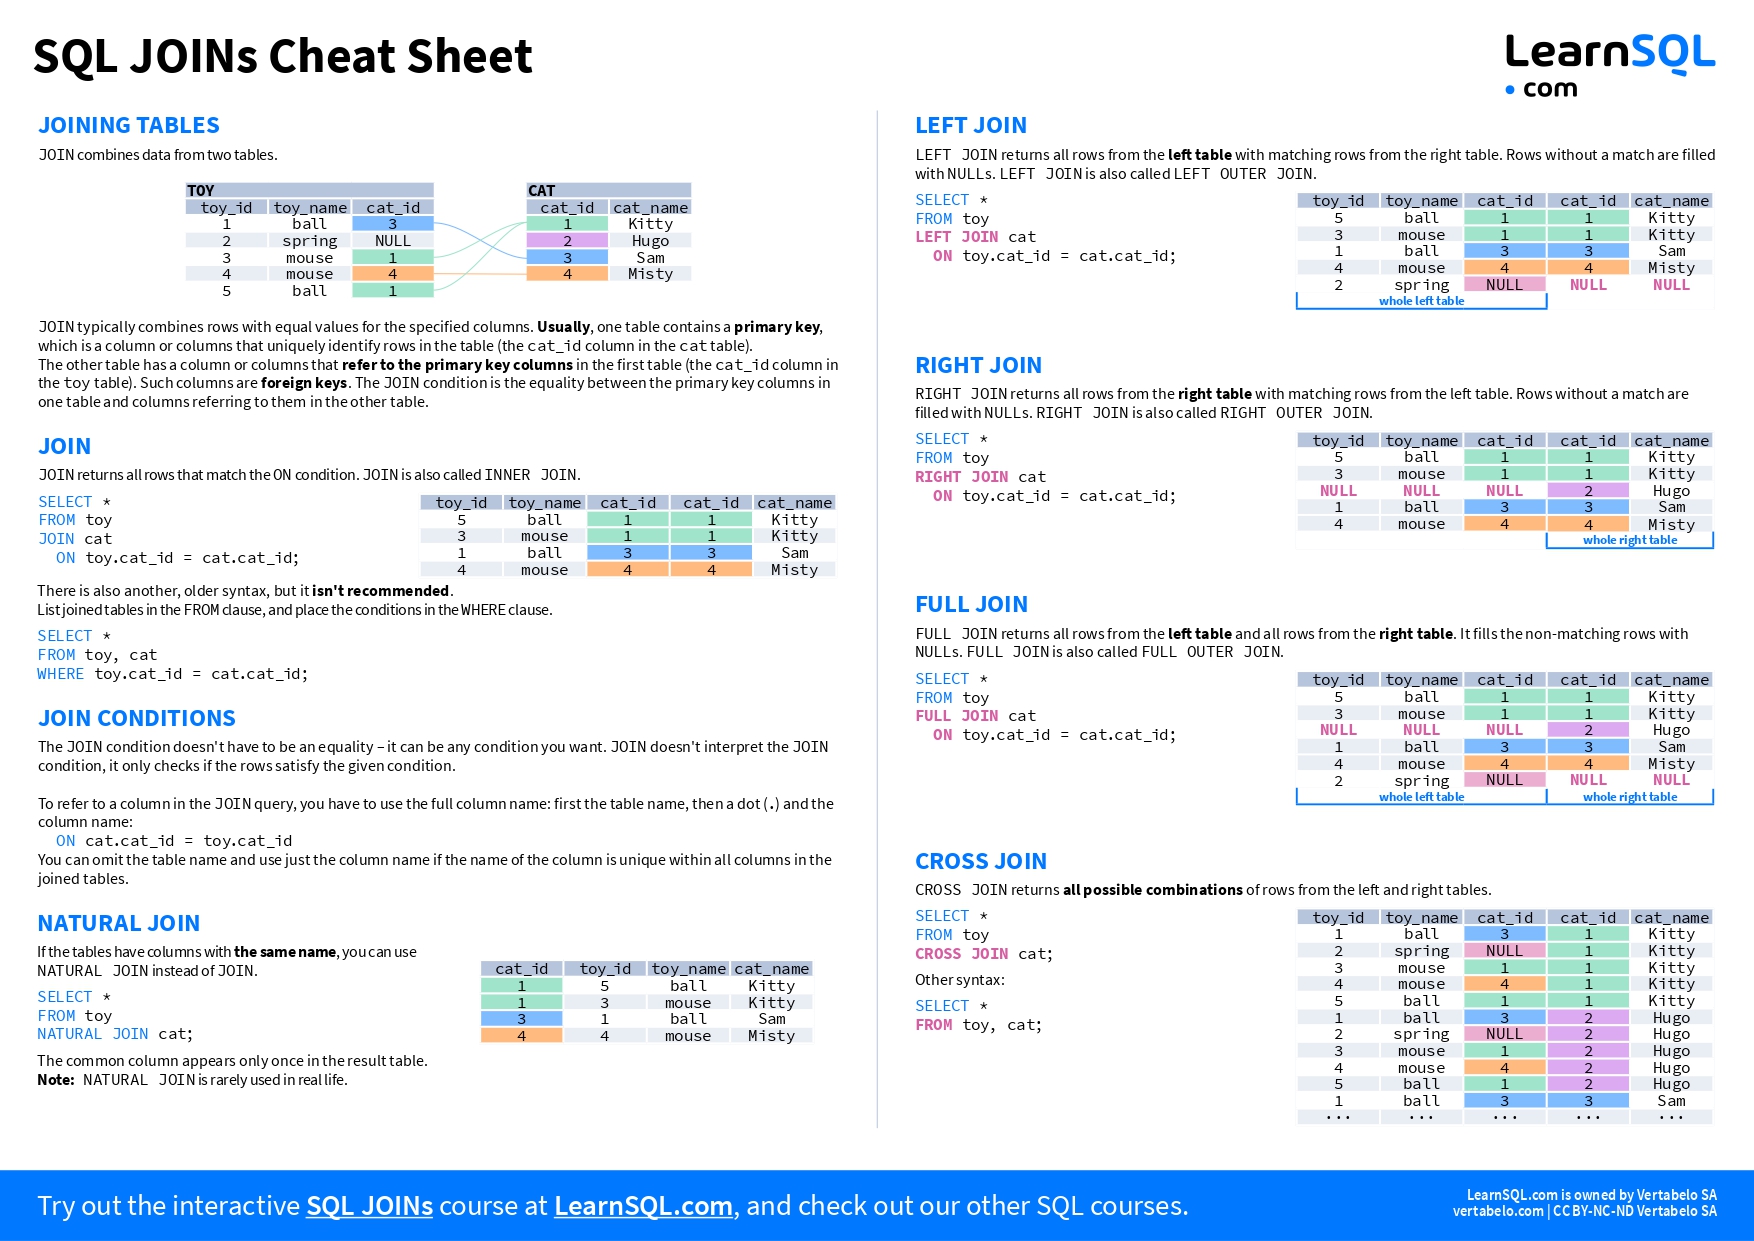 SQL JOINs Cheat Sheet
LearnSQL
• com
JOINING TABLES
JOIN combines data from two tables.
TOY
toy_id toy_name cat_id
1 ball 3
2 spring NULL
3 mouse 1
4 mouse 4
5 ball 1
CAT
cat_id cat_name
1 Kitty
2 Hugo
3 Sam
4 Misty
JOIN typically combines rows with equal values for the specified columns. Usually, one table contains a primary key,
which is a column or columns that uniquely identify rows in the table (the cat_id column in the cat table).
The other table has a column or columns that refer to the primary key columns in the first table (the cat_id column in
the toy table). Such columns are foreign keys. The JOIN condition is the equality between the primary key columns in
one table and columns referring to them in the other table.
JOIN
JOIN returns all rows that match the ON condition. JOIN is also called INNER JOIN.
SELECT *
FROM toy
JOIN cat
ON toy.cat_id = cat.cat_id;
toy_id toy_name cat_id cat_id cat_name
5 ball 1 1 Kitty
3 mouse 1 1 Kitty
1 ball 3 3 Sam
4 mouse 4 4 Misty
There is also another, older syntax, but it isn't recommended.
List joined tables in the FROM clause, and place the conditions in the WHERE clause.
SELECT *
FROM toy, cat
WHERE toy.cat_id = cat.cat_id;
JOIN CONDITIONS
The JOIN condition doesn't have to be an equality – it can be any condition you want. JOIN doesn't interpret the JOIN
condition, it only checks if the rows satisfy the given condition.
To refer to a column in the JOIN query, you have to use the full column name: first the table name, then a dot (.) and the
column name:
ON cat.cat_id = toy.cat_id
You can omit the table name and use just the column name if the name of the column is unique within all columns in the
joined tables.
NATURAL JOIN
If the tables have columns with the same name, you can use
NATURAL JOIN instead of JOIN.
SELECT *
FROM toy
NATURAL JOIN cat;
cat_id toy_id toy_name cat_name
1 5 ball Kitty
1 3 mouse Kitty
3 1 ball Sam
4 4 mouse Misty
The common column appears only once in the result table.
Note: NATURAL JOIN is rarely used in real life.
LEFT JOIN
LEFT JOIN returns all rows from the left table with matching rows from the right table. Rows without a match are filled
with NULLs. LEFT JOIN is also called LEFT OUTER JOIN.
SELECT *
FROM toy
LEFT JOIN cat
ON toy.cat_id = cat.cat_id;
toy_id toy_name cat_id cat_id cat_name
5 ball 1 1 Kitty
3 mouse 1 1 Kitty
1 ball 3 3 Sam
4 mouse 4 4 Misty
2 spring NULL NULL NULL
whole left table
RIGHT JOIN
RIGHT JOIN returns all rows from the right table with matching rows from the left table. Rows without a match are
filled with NULLs. RIGHT JOIN is also called RIGHT OUTER JOIN.
SELECT *
FROM toy
RIGHT JOIN cat
ON toy.cat_id = cat.cat_id;
toy_id toy_name cat_id cat_id cat_name
5 ball 1 1 Kitty
3 mouse 1 1 Kitty
NULL NULL NULL 2 Hugo
1 ball 3 3 Sam
4 mouse 4 4 Misty
whole right table
FULL JOIN
FULL JOIN returns all rows from the left table and all rows from the right table. It fills the non-matching rows with
NULLs. FULL JOIN is also called FULL OUTER JOIN.
SELECT *
FROM toy
FULL JOIN cat
ON toy.cat_id = cat.cat_id;
toy_id toy_name cat_id cat_id cat_name
5 ball 1 1 Kitty
3 mouse 1 1 Kitty
NULL NULL NULL 2 Hugo
1 ball 3 3 Sam
4 mouse 4 4 Misty
2 spring NULL NULL NULL
whole left table whole right table
CROSS JOIN
CROSS JOIN returns all possible combinations of rows from the left and right tables.
SELECT *
FROM toy
CROSS JOIN cat;
Other syntax:
SELECT *
FROM toy, cat;
toy_id toy_name cat_id cat_id cat_name
1 ball 3 1 Kitty
2 spring NULL 1 Kitty
3 mouse 1 1 Kitty
4 mouse 4 1 Kitty
5 ball 1 1 Kitty
1 ball 3 2 Hugo
2 spring NULL 2 Hugo
3 mouse 1 2 Hugo
4 mouse 4 2 Hugo
5 ball 1 2 Hugo
1 ball 3 3 Sam
··· ··· ··· ··· ···
Try out the interactive SQL JOINs course at LearnSQL.com, and check out our other SQL courses.
LearnSQL.com is owned by Vertabelo SA
vertabelo.com | CC BY-NC-ND Vertabelo SA